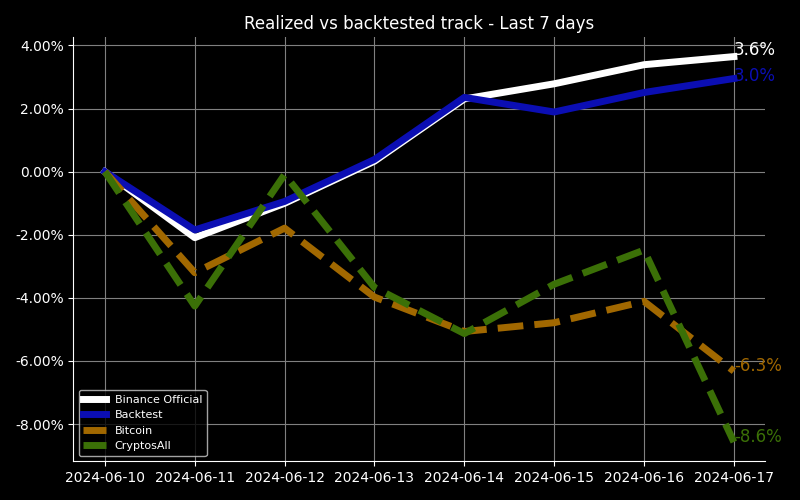 Realized vs backtested track - Last 7 days
4.00%
2.00%
0.00%
-2.00%
-4.00%
-6.00%
-8.00%
3.6%
3.0%
-6.3%
-8.6%
Binance Official
Backtest
Bitcoin
CryptosAll
2024-06-10 2024-06-11 2024-06-12 2024-06-13 2024-06-14 2024-06-15 2024-06-16 2024-06-17